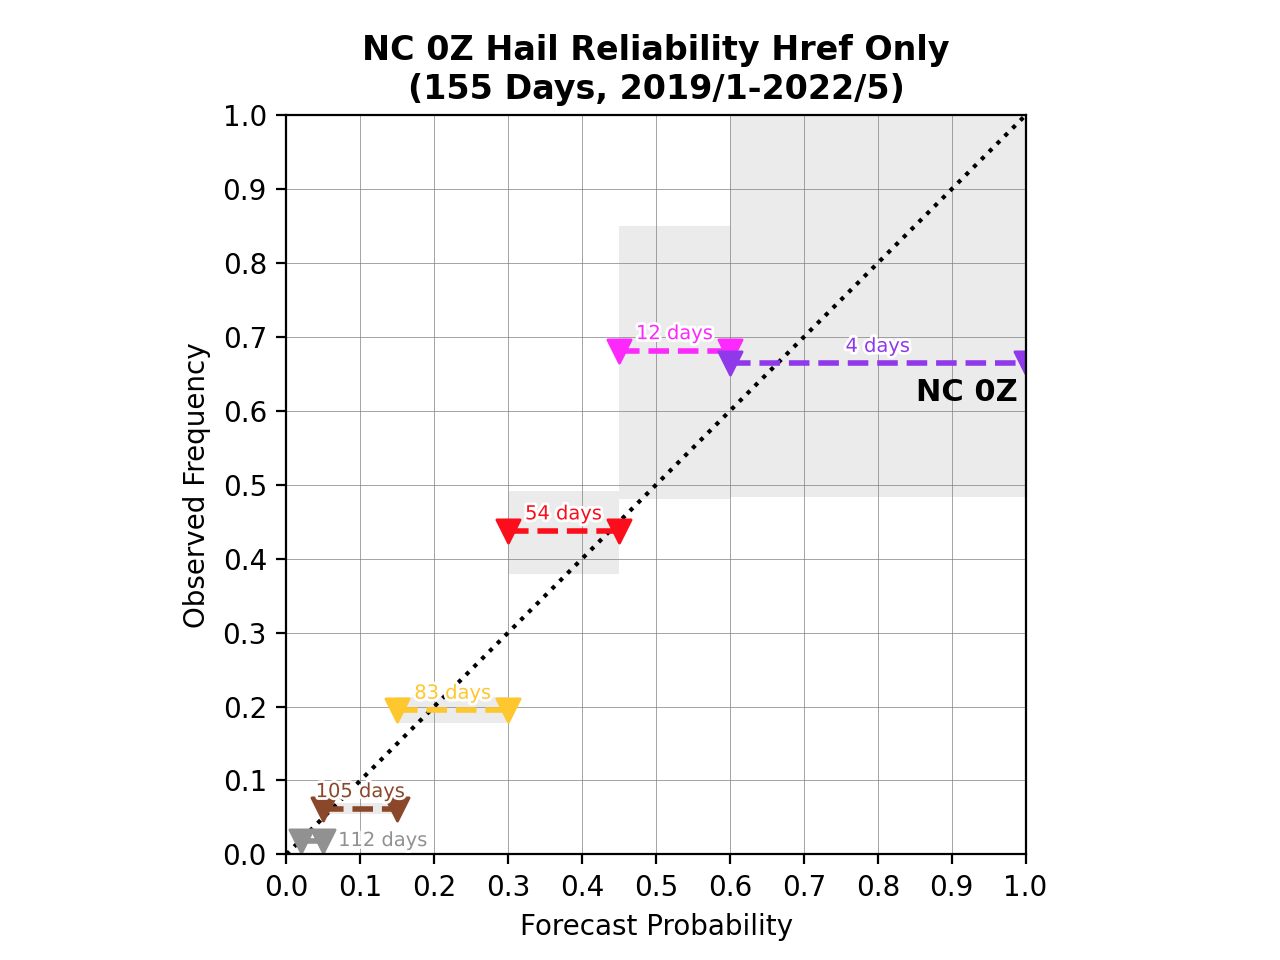 NC 0Z Hail Reliability Href Only
(155 Days, 2019/1-2022/5)
1.0
0.9
0.8
0.7
0.6
0.5
0.4
0.3
0.2
0.1
0.0
Observed Frequency
12 days
4 days
NC 0Z
54 days
83 days
105 days
112 days
0.0 0.1 0.2 0.3 0.4 0.5 0.6 0.7 0.8 0.9 1.0
Forecast Probability